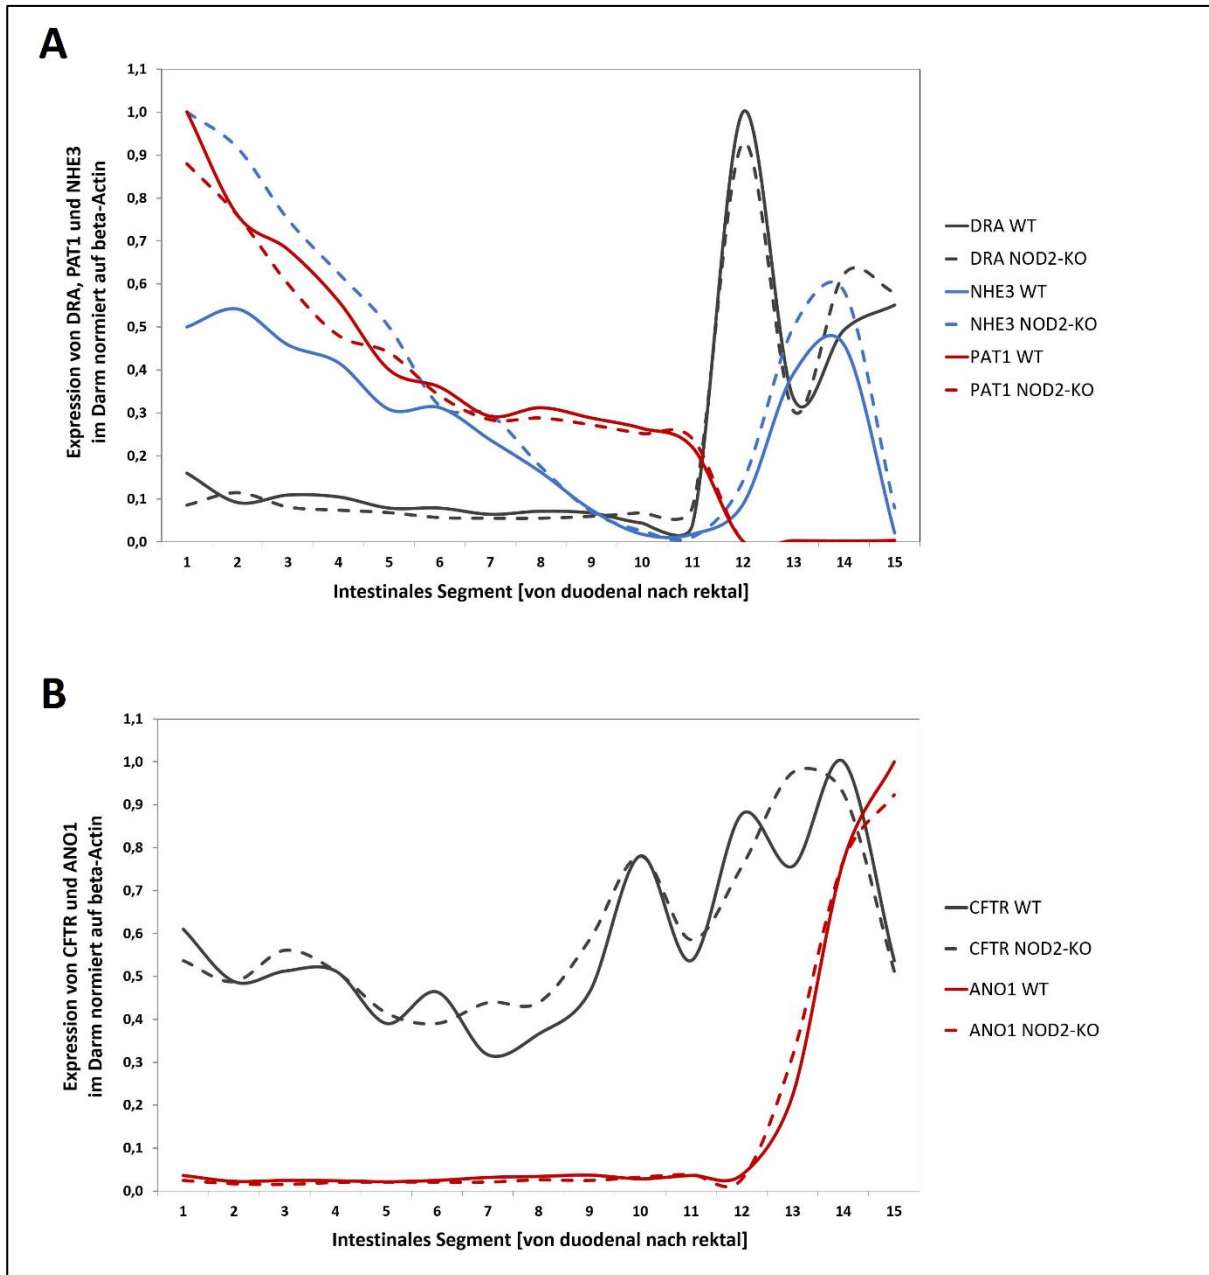 A
Expression von DRA, PAT1 und NHE3
im Darm normiert auf beta-Actin
1,1
1,0
0,9
0,8
0,7
0,6
0,5
0,4
0,3
0,2
0,1
0,0
1 2 3 4 5 6 7 8 9 10 11 12 13 14 15
Intestinales Segment [von duodenal nach rektal]
DRA WT
DRA NOD2-KO
NHE3 WT
NHE3 NOD2-KO
PAT1 WT
PAT1 NOD2-KO
B
Expression von CFTR und ANO1
im Darm normiert auf beta-Actin
1,1
1,0
0,9
0,8
0,7
0,6
0,5
0,4
0,3
0,2
0,1
0,0
1 2 3 4 5 6 7 8 9 10 11 12 13 14 15
Intestinales Segment [von duodenal nach rektal]
CFTR WT
CFTR NOD2-KO
ANO1 WT
ANO1 NOD2-KO